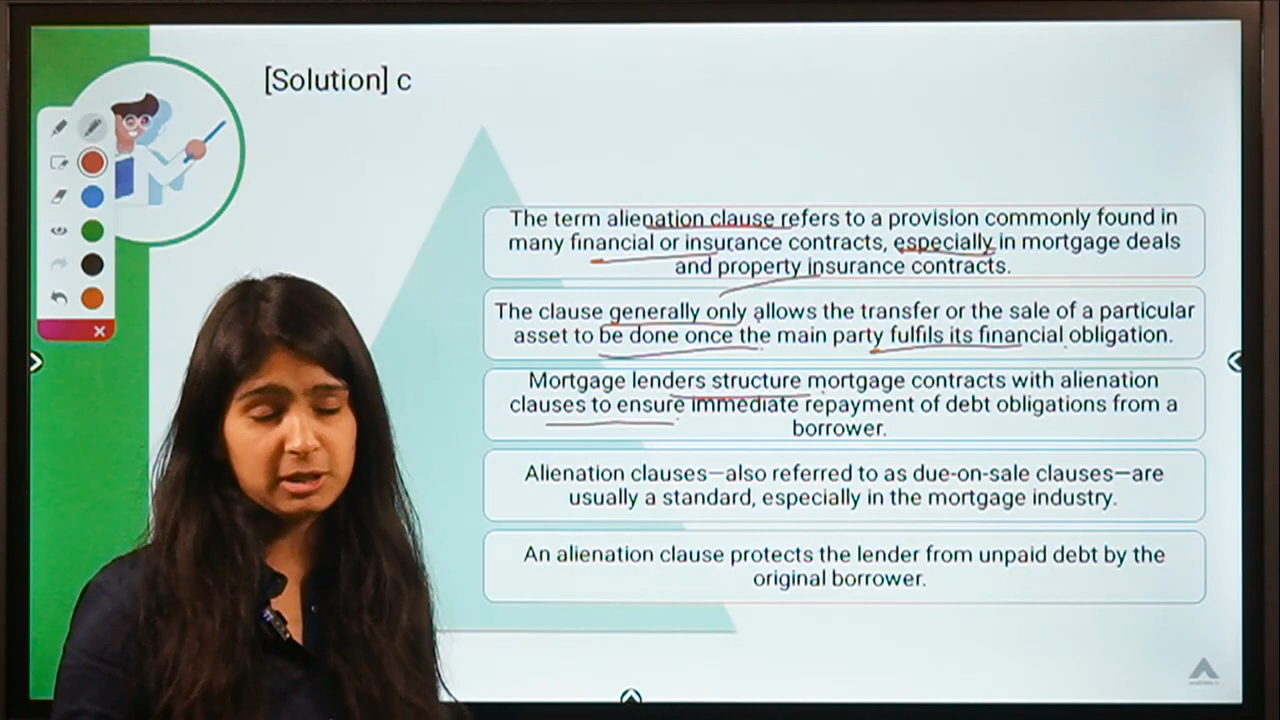 [Solution] c
The term alienation clause refers to a provision commonly found in
many financial or insurance contracts, especially in mortgage deals
and property insurance contracts.
The clause generally only allows the transfer or the sale of a particular
asset to be done once the main party fulfils its financial obligation.
Mortgage lenders structure mortgage contracts with alienation
clauses to ensure immediate repayment of debt obligations from a
borrower.
Alienation clauses—also referred to as due-on-sale clauses—are
usually a standard, especially in the mortgage industry.
An alienation clause protects the lender from unpaid debt by the
original borrower.